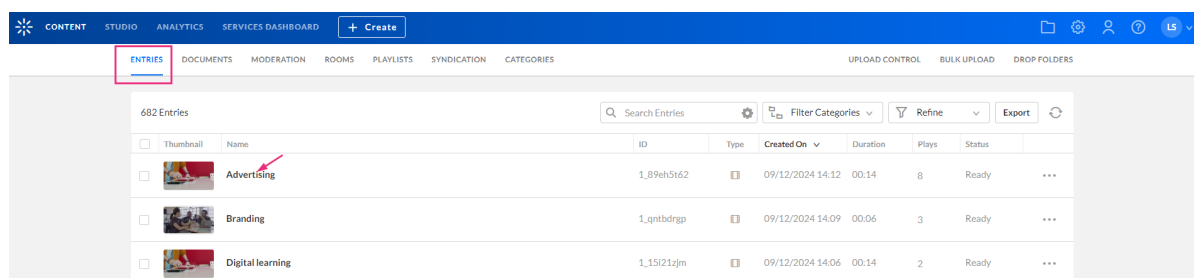 CONTENT STUDIO ANALYTICS SERVICES DASHBOARD + Create LS
ENTRIES DOCUMENTS MODERATION ROOMS PLAYLISTS SYNDICATION CATEGORIES UPLOAD CONTROL BULK UPLOAD DROP FOLDERS
682 Entries Search Entries Filter Categories Refine Export
Thumbnail Name ID Type Created On Duration Plays Status
Advertising 1_89eh5t62 09/12/2024 14:12 00:14 8 Ready
Branding 1_qntbdrgp 09/12/2024 14:09 00:06 3 Ready
Digital learning 1_15i21zjm 09/12/2024 14:06 00:14 2 Ready